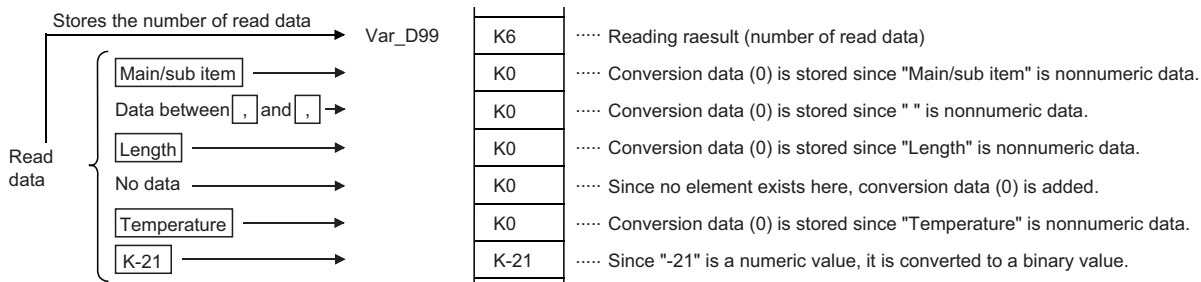 Stores the number of read data
Var_D99 K6 ····· Reading raesult (number of read data)
Main/sub item K0 ····· Conversion data (0) is stored since "Main/sub item" is nonnumeric data.
Data between , and , K0 ····· Conversion data (0) is stored since " " is nonnumeric data.
Length K0 ····· Conversion data (0) is stored since "Length" is nonnumeric data.
Read data
No data K0 ····· Since no element exists here, conversion data (0) is added.
Temperature K0 ····· Conversion data (0) is stored since "Temperature" is nonnumeric data.
K-21 K-21 ····· Since "-21" is a numeric value, it is converted to a binary value.